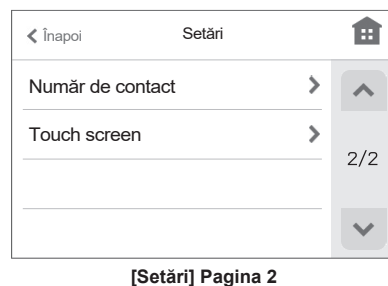 Înapoi
Setări
Număr de contact
Touch screen
2/2
[Setări] Pagina 2